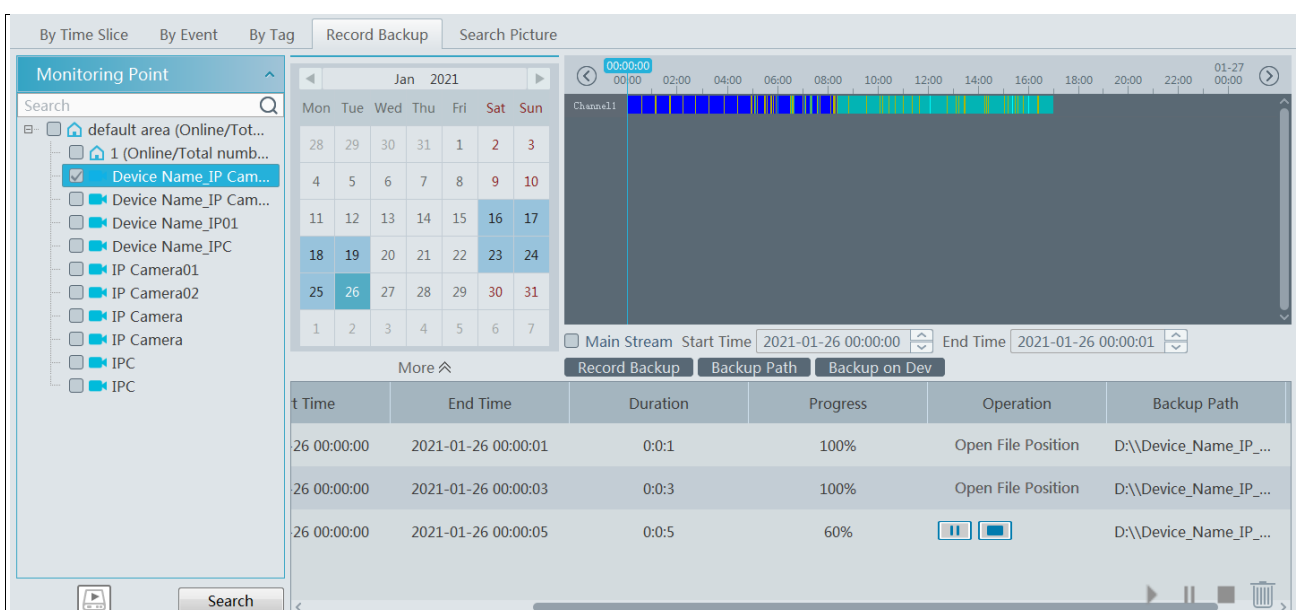 By Time Slice By Event By Tag Record Backup Search Picture
Monitoring Point
Search
default area (Online/Tot...
1 (Online/Total numb...
Device Name_IP Cam...
Device Name_IP Cam...
Device Name_IP01
Device Name_IPC
IP Camera01
IP Camera02
IP Camera
IP Camera
IPC
IPC
Search
Jan 2021
Mon Tue Wed Thu Fri Sat Sun
28 29 30 31 1 2 3
4 5 6 7 8 9 10
11 12 13 14 15 16 17
18 19 20 21 22 23 24
25 26 27 28 29 30 31
1 2 3 4 5 6 7
More
00:00:00 01-27
00:00 02:00 04:00 06:00 08:00 10:00 12:00 14:00 16:00 18:00 20:00 22:00 00:00
Channel1
Main Stream Start Time 2021-01-26 00:00:00 End Time 2021-01-26 00:00:01
Record Backup Backup Path Backup on Dev
t Time End Time Duration Progress Operation Backup Path
-26 00:00:00 2021-01-26 00:00:01 0:0:1 100% Open File Position D:\\Device_Name_IP_...
-26 00:00:00 2021-01-26 00:00:03 0:0:3 100% Open File Position D:\\Device_Name_IP_...
-26 00:00:00 2021-01-26 00:00:05 0:0:5 60% D:\\Device_Name_IP_...